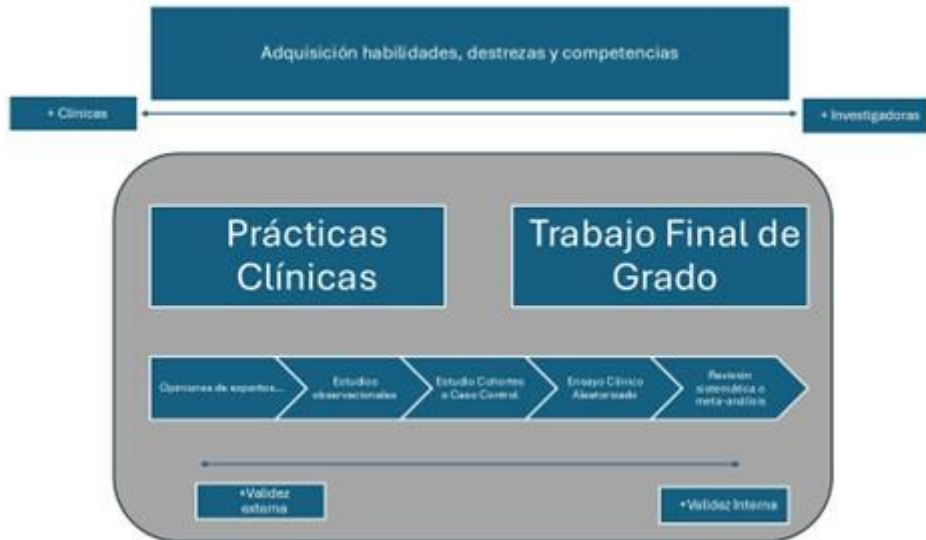 Adquisición habilidades, destrezas y competencias
+ Clínicas
+ Investigadoras
Prácticas
Clínicas
Trabajo Final de
Grado
Opiniones de expertos...
Estudios
observacionales
Estudio Cohortes
o Caso Control
Ensayo Clínico
Aleatorizado
Revisión
sistemática o
meta-análisis
+Validez
externa
+Validez Interna